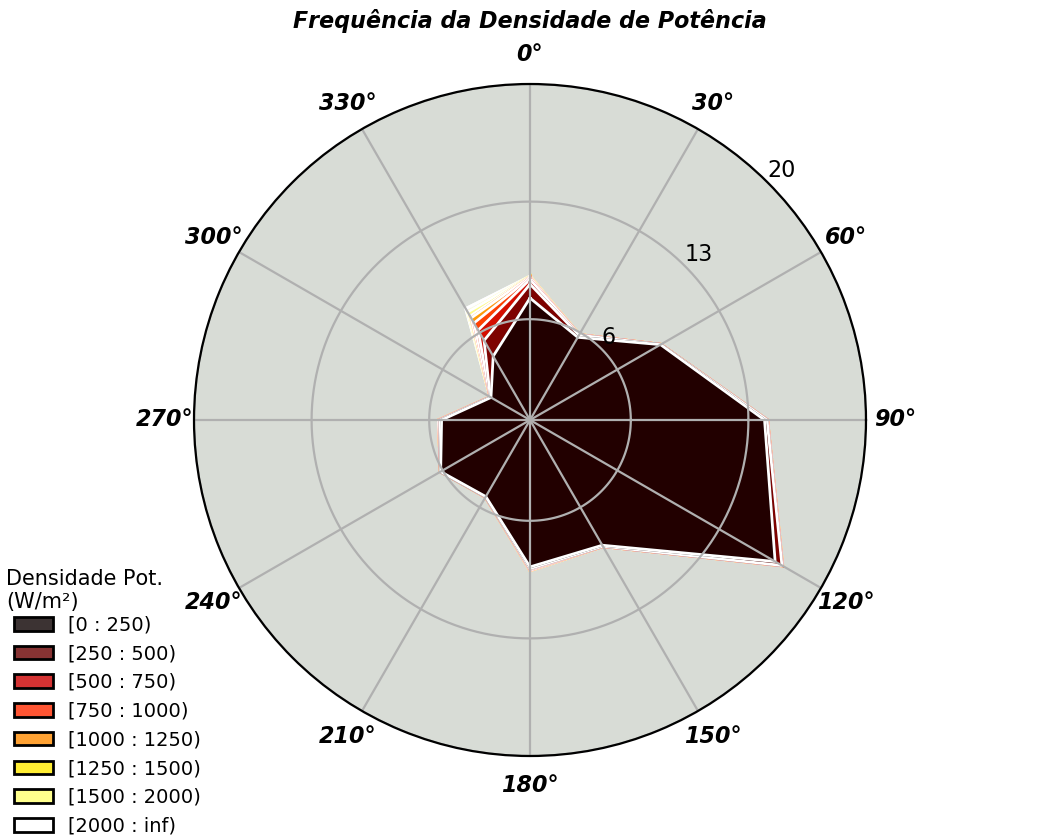 Frequência da Densidade de Potência
0°
330°
30°
20
300°
60°
13
6
270°
90°
240°
120°
210°
150°
180°
Densidade Pot.
(W/m²)
[0 : 250)
[250 : 500)
[500 : 750)
[750 : 1000)
[1000 : 1250)
[1250 : 1500)
[1500 : 2000)
[2000 : inf)